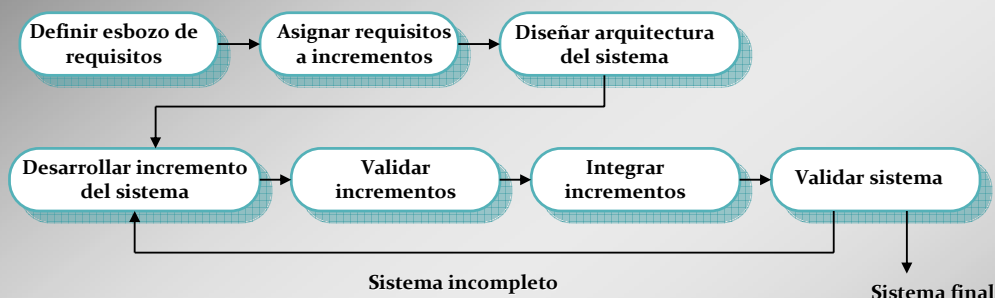 Definir esbozo de
requisitos
Asignar requisitos
a incrementos
Diseñar arquitectura
del sistema
Desarrollar incremento
del sistema
Validar
incrementos
Integrar
incrementos
Validar sistema
Sistema incompleto
Sistema final